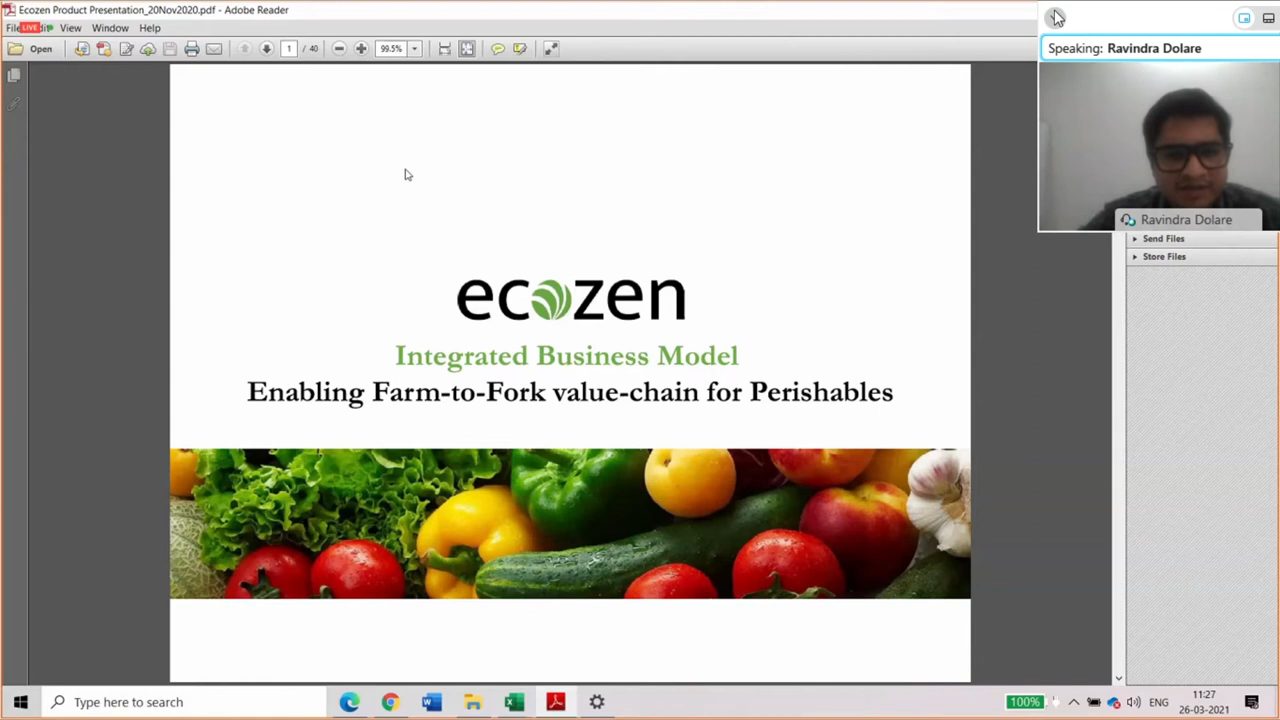 Ecozen Product Presentation_20Nov2020.pdf - Adobe Reader
LIVE
View Window Help
Open
1 / 40
99.5%
Speaking: Ravindra Dolare
Ravindra Dolare
Send Files
Store Files
ecozen
Integrated Business Model
Enabling Farm-to-Fork value-chain for Perishables
Type here to search
100%
ENG
11:27
26-03-2021